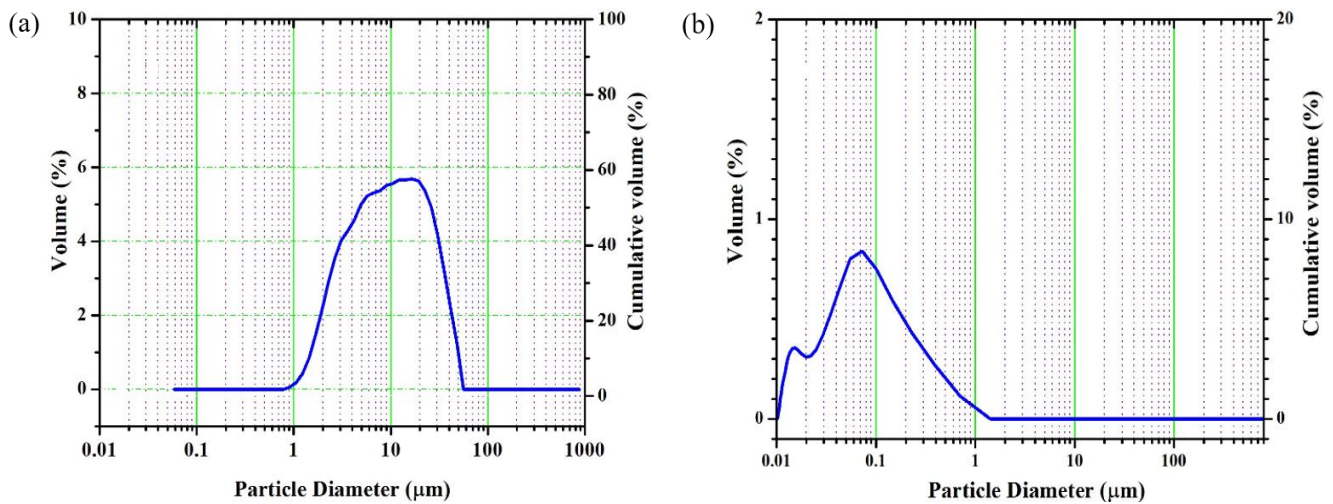 (a)
10
8
6
4
2
0
Volume (%)
100
80
60
40
20
0
Cumulative volume (%)
0.01 0.1 1 10 100 1000
Particle Diameter (μm)
(b)
2
1
0
Volume (%)
20
10
0
Cumulative volume (%)
0.01 0.1 1 10 100
Particle Diameter (μm)